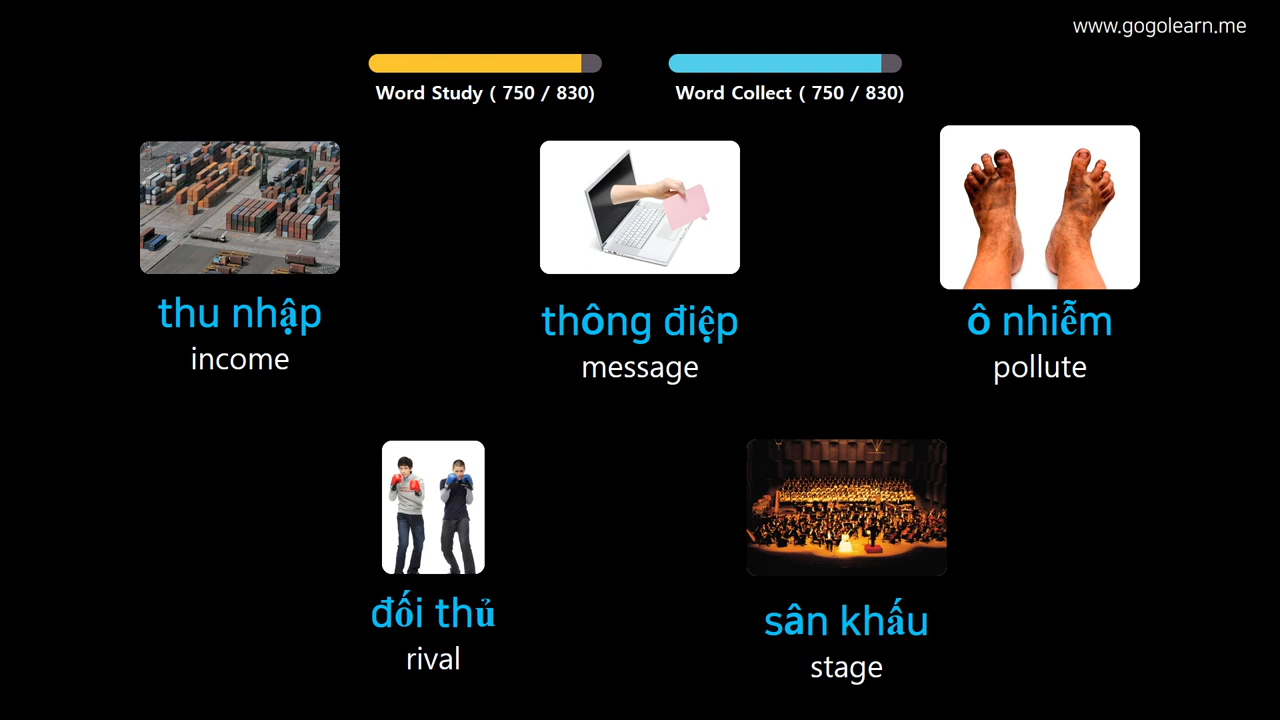 www.gogolearn.me
Word Study ( 750 / 830)
Word Collect ( 750 / 830)
thu nhập
income
thông điệp
message
ô nhiễm
pollute
đối thủ
rival
sân khấu
stage